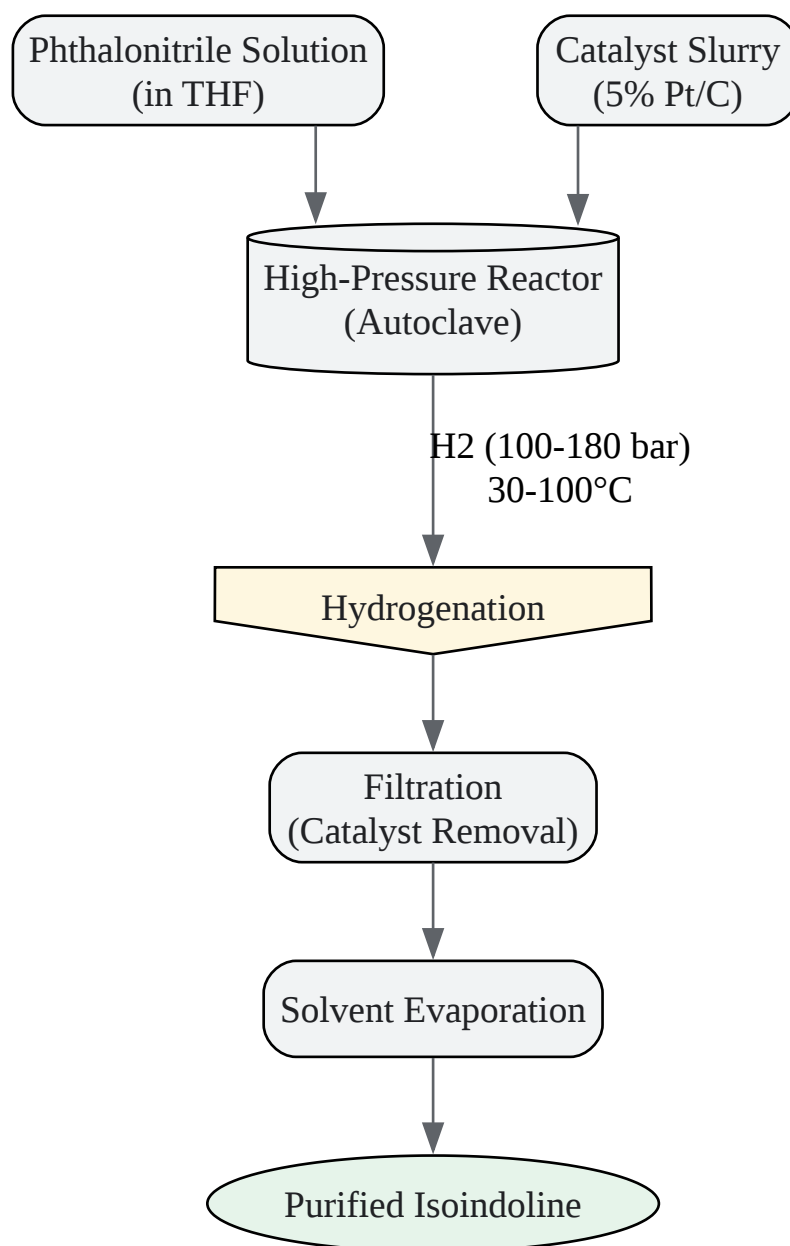 Phthalonitrile Solution
(in THF)
Catalyst Slurry
(5% Pt/C)
High-Pressure Reactor
(Autoclave)
H2 (100-180 bar)
30-100°C
Hydrogenation
Filtration
(Catalyst Removal)
Solvent Evaporation
Purified Isoindoline